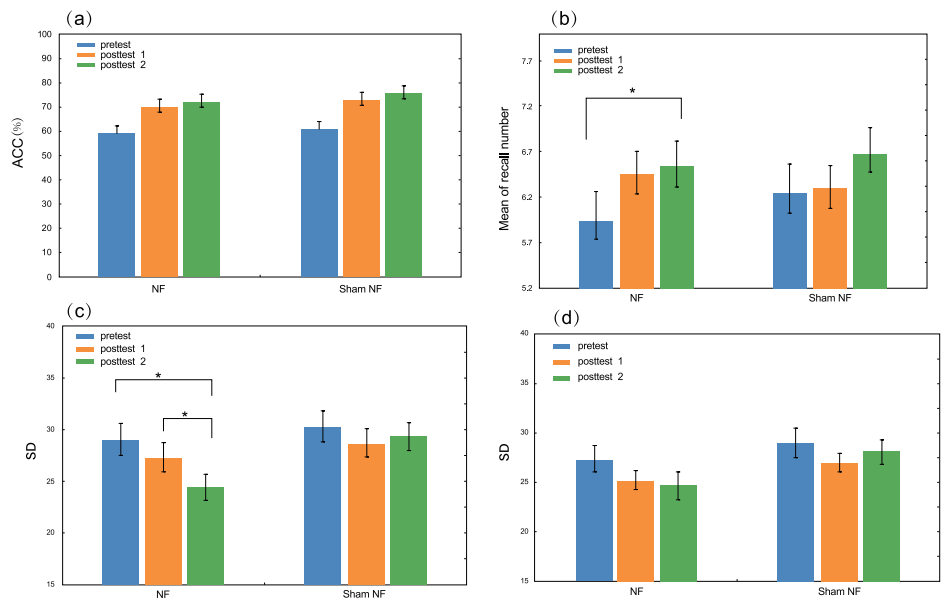 (a)
100
90
80
70
60
50
40
30
20
10
0
ACC(%)
pretest
posttest 1
posttest 2
NF
Sham NF
(b)
7.7
7.2
6.7
6.2
5.7
5.2
Mean of recall number
pretest
posttest 1
posttest 2
*
NF
Sham NF
(c)
40
35
30
25
20
15
SD
pretest
posttest 1
posttest 2
*
*
NF
Sham NF
(d)
40
35
30
25
20
15
SD
pretest
posttest 1
posttest 2
NF
Sham NF